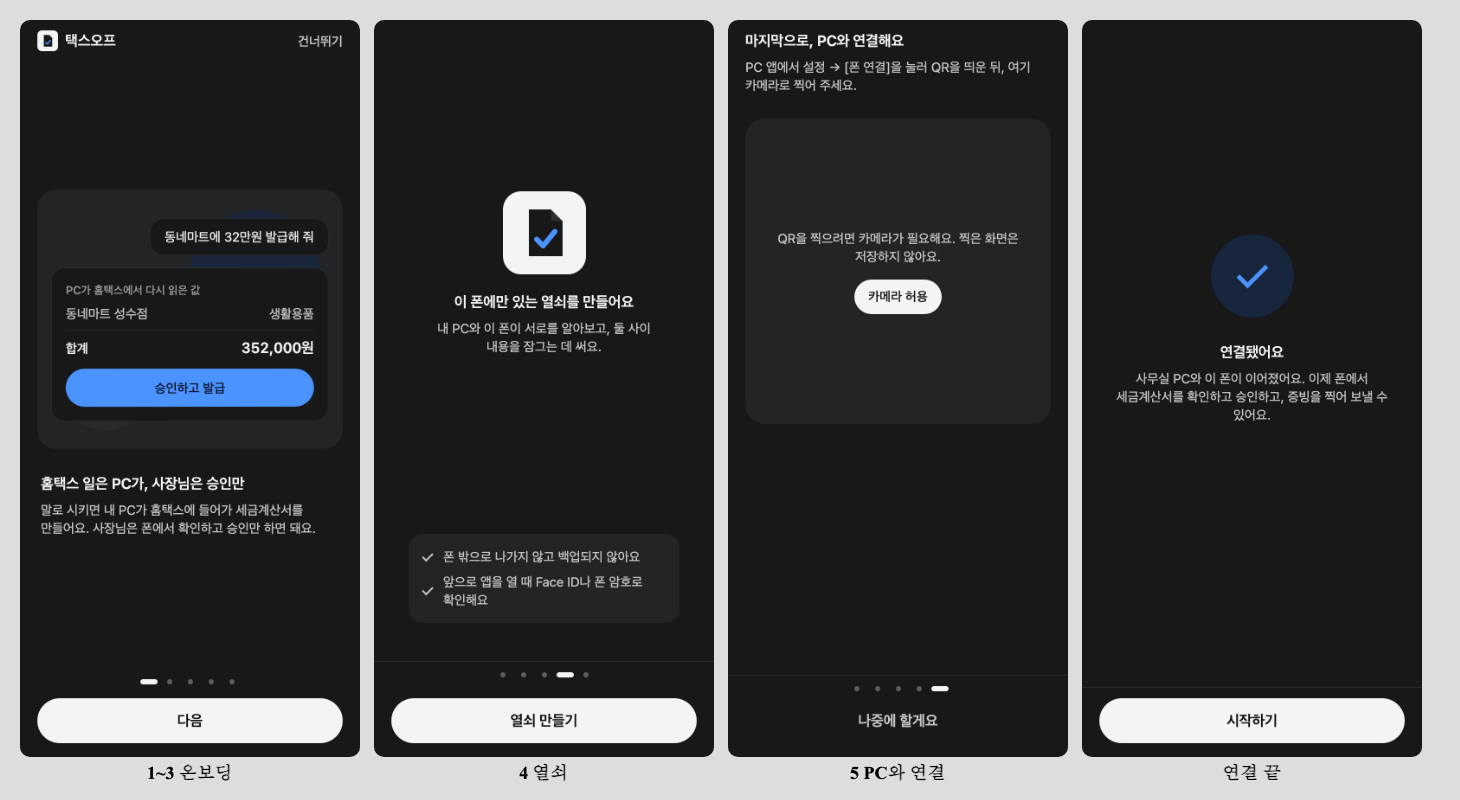 택스오프
건너뛰기
동네마트에 32만원 발급해 줘
PC가 홈택스에서 다시 읽은 값
동네마트 성수점 생활용품
합계 352,000원
승인하고 발급
홈택스 일은 PC가, 사장님은 승인만
말로 시키면 내 PC가 홈택스에 들어가 세금계산서를
만들어요. 사장님은 폰에서 확인하고 승인만 하면 돼요.
다음
1~3 온보딩
이 폰에만 있는 열쇠를 만들어요
내 PC와 이 폰이 서로를 알아보고, 둘 사이
내용을 잠그는 데 써요.
폰 밖으로 나가지 않고 백업되지 않아요
앞으로 앱을 열 때 Face ID나 폰 암호로
확인해요
열쇠 만들기
4 열쇠
마지막으로, PC와 연결해요
PC 앱에서 설정 → [폰 연결]을 눌러 QR을 띄운 뒤, 여기
카메라로 찍어 주세요.
QR을 찍으려면 카메라가 필요해요. 찍은 화면은
저장하지 않아요.
카메라 허용
나중에 할게요
5 PC와 연결
연결됐어요
사무실 PC와 이 폰이 이어졌어요. 이제 폰에서
세금계산서를 확인하고 승인하고, 증빙을 찍어 보낼 수
있어요.
시작하기
연결 끝